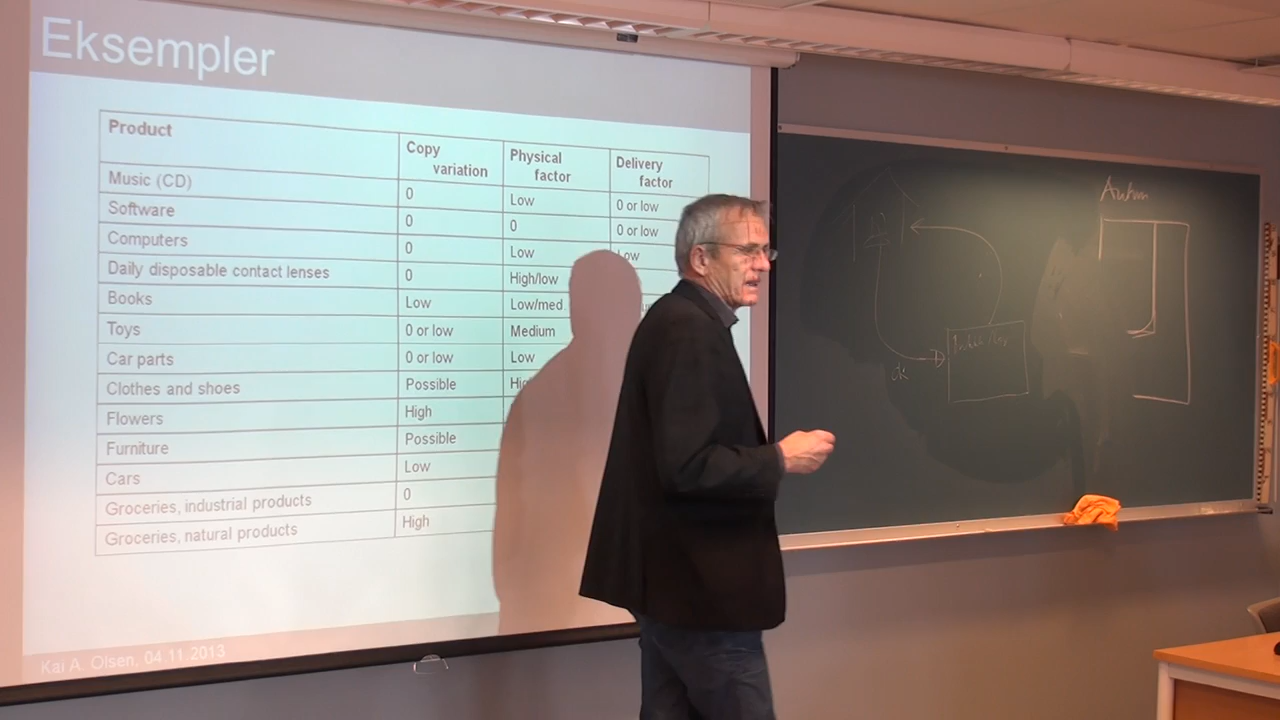 Eksempler
Product Copy variation Physical factor Delivery factor
Music (CD) 0 Low 0 or low
Software 0 0 0 or low
Computers 0 Low Low
Daily disposable contact lenses 0 High/low
Books Low Low/med.
Toys 0 or low Medium
Car parts 0 or low Low
Clothes and shoes Possible
Flowers High
Furniture Possible
Cars Low
Groceries, industrial products 0
Groceries, natural products High
Kai A. Olsen, 04.11.2013
ok